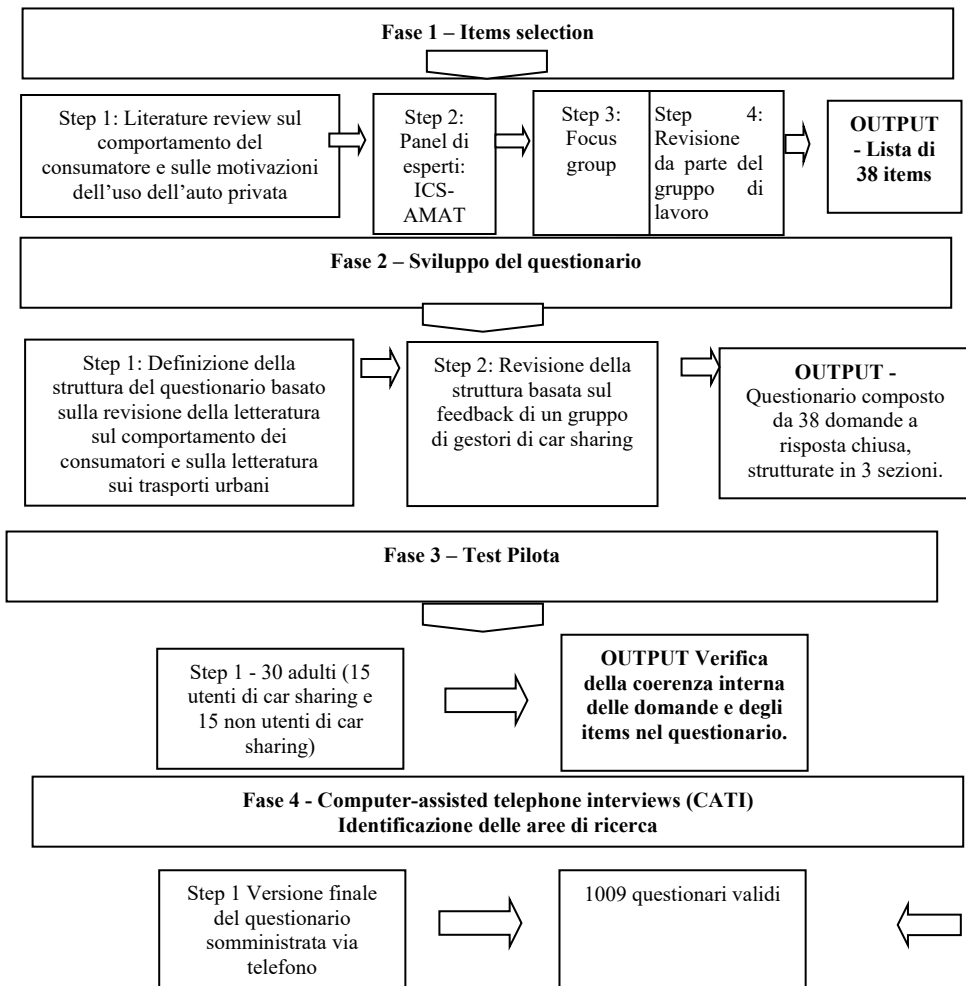 Fase 1 – Items selection
Step 1: Literature review sul
comportamento del
consumatore e sulle motivazioni
dell'uso dell'auto privata
Step 2:
Panel di
esperti:
ICS-
AMAT
Step 3:
Focus
group
Step 4:
Revisione
da parte del
gruppo di
lavoro
OUTPUT
- Lista di
38 items
Fase 2 – Sviluppo del questionario
Step 1: Definizione della
struttura del questionario basato
sulla revisione della letteratura
sul comportamento dei
consumatori e sulla letteratura
sui trasporti urbani
Step 2: Revisione della
struttura basata sul
feedback di un gruppo
di gestori di car sharing
OUTPUT -
Questionario composto
da 38 domande a
risposta chiusa,
strutturate in 3 sezioni.
Fase 3 – Test Pilota
Step 1 - 30 adulti (15
utenti di car sharing e
15 non utenti di car
sharing)
OUTPUT Verifica
della coerenza interna
delle domande e degli
items nel questionario.
Fase 4 - Computer-assisted telephone interviews (CATI)
Identificazione delle aree di ricerca
Step 1 Versione finale
del questionario
somministrata via
telefono
1009 questionari validi